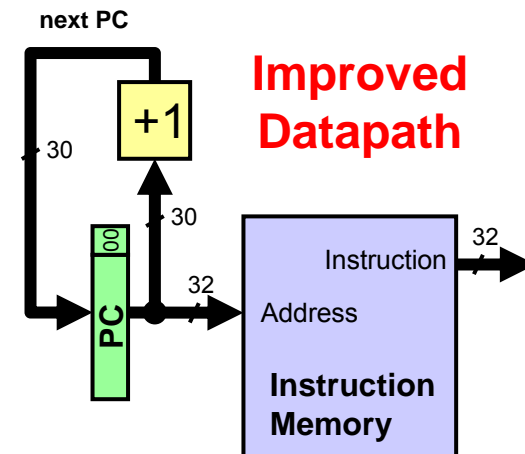 next PC
Improved
Datapath
+1
30
30
00
PC
32
Instruction
32
Address
Instruction
Memory